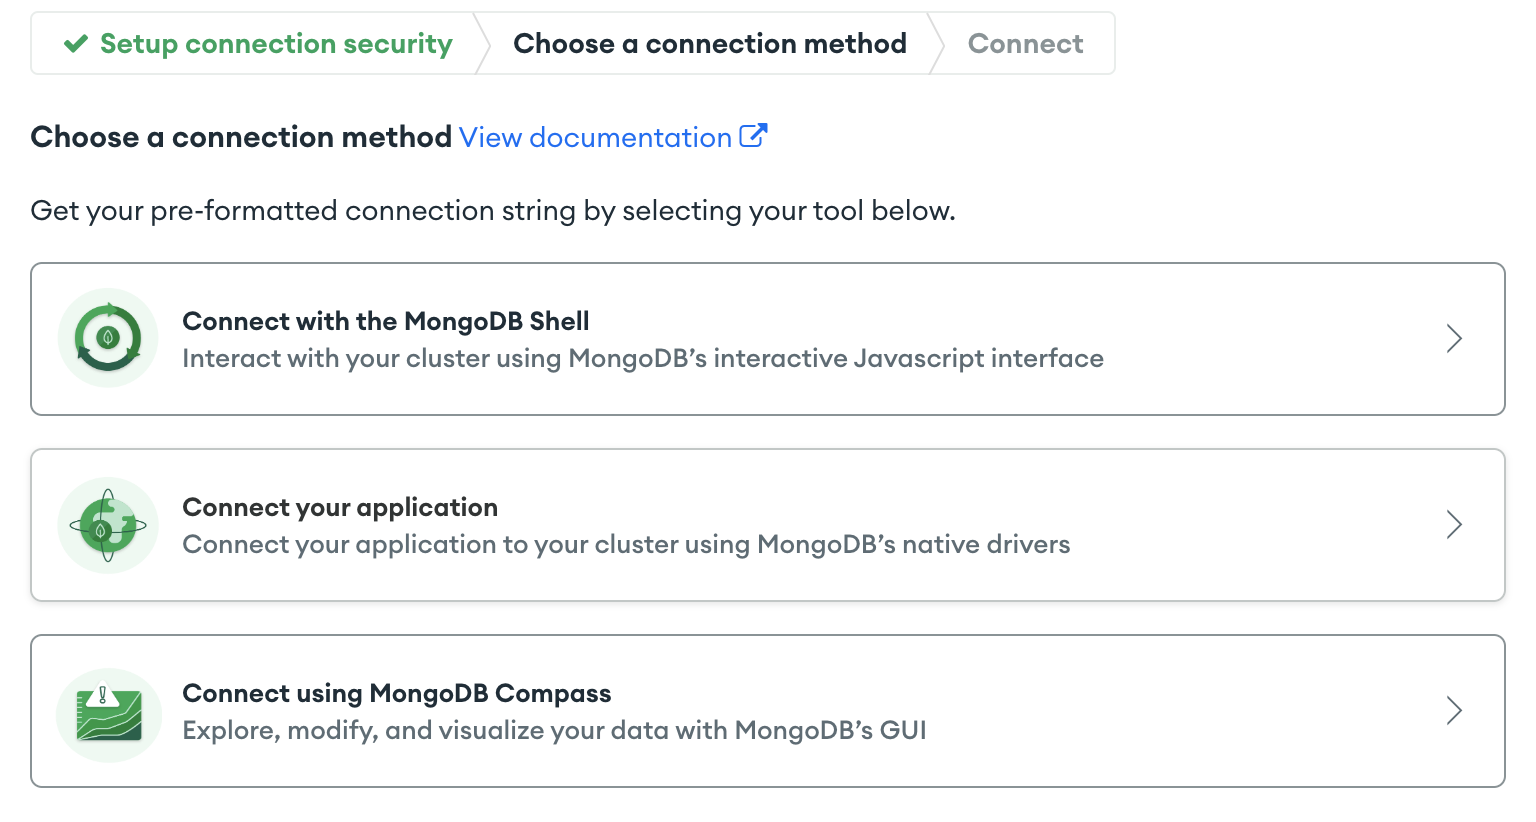 Setup connection security
Choose a connection method
Connect
Choose a connection method View documentation
Get your pre-formatted connection string by selecting your tool below.
Connect with the MongoDB Shell
Interact with your cluster using MongoDB’s interactive Javascript interface
Connect your application
Connect your application to your cluster using MongoDB’s native drivers
Connect using MongoDB Compass
Explore, modify, and visualize your data with MongoDB’s GUI